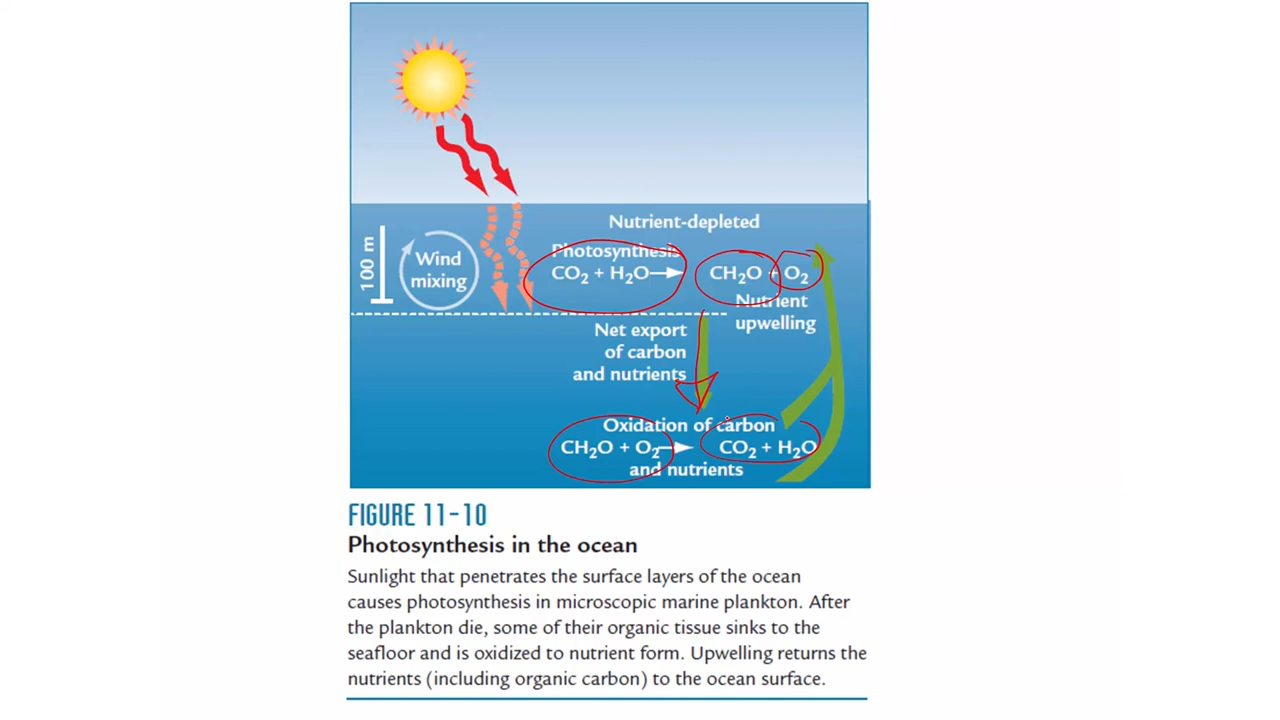 Nutrient-depleted
Photosynthesis
CO₂ + H₂O → CH₂O + O₂
100 m
Wind
mixing
Nutrient
upwelling
Net export
of carbon
and nutrients
Oxidation of carbon
CH₂O + O₂ → CO₂ + H₂O
and nutrients
FIGURE 11–10
Photosynthesis in the ocean
Sunlight that penetrates the surface layers of the ocean
causes photosynthesis in microscopic marine plankton. After
the plankton die, some of their organic tissue sinks to the
seafloor and is oxidized to nutrient form. Upwelling returns the
nutrients (including organic carbon) to the ocean surface.